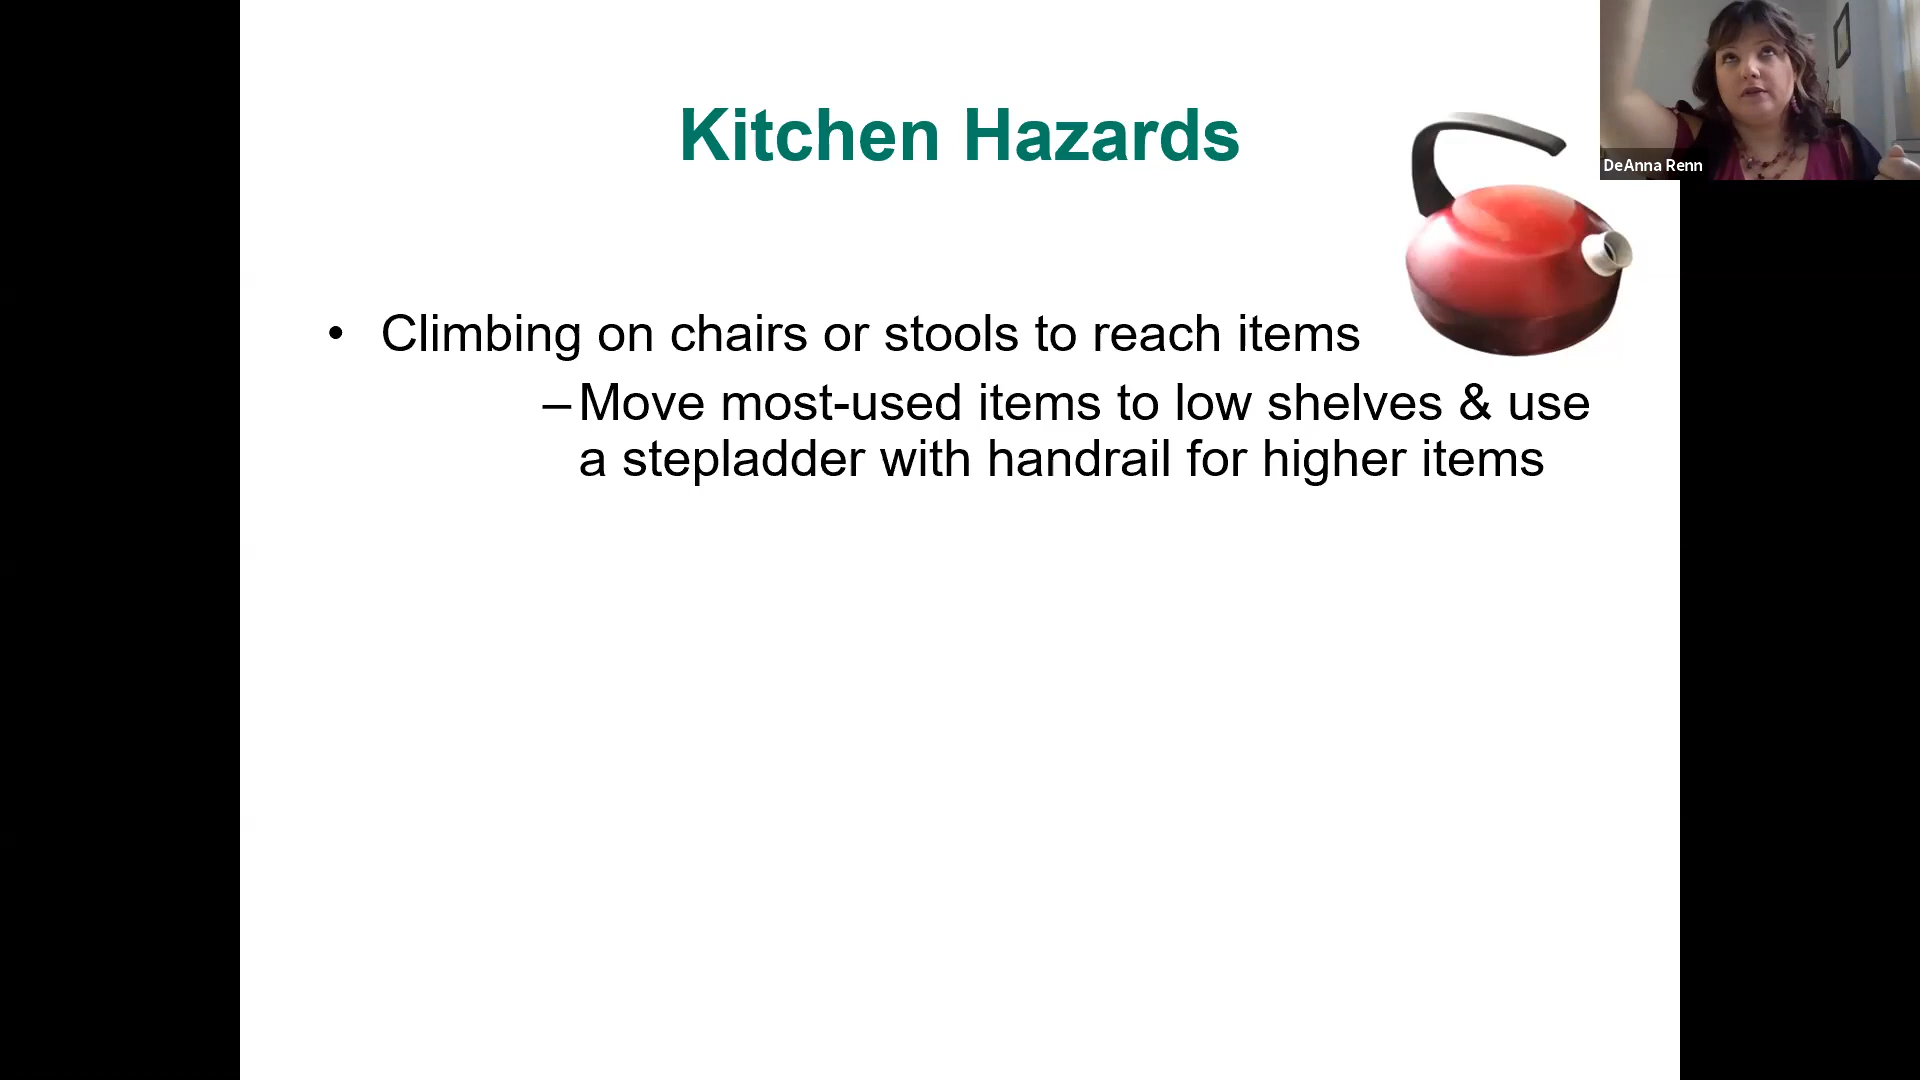 Kitchen Hazards
DeAnna Renn
• Climbing on chairs or stools to reach items
– Move most-used items to low shelves & use
a stepladder with handrail for higher items